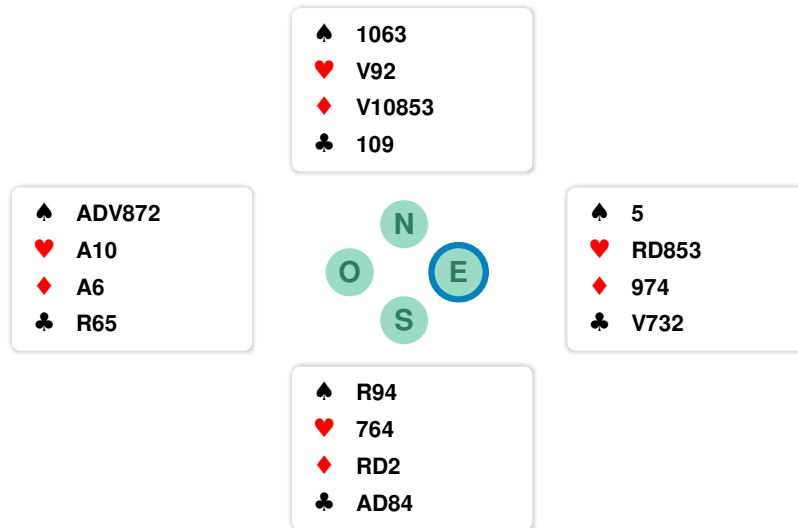 ♠ 1063
♥ V92
♦ V10853
♣ 109
♠ ADV872
♥ A10
♦ A6
♣ R65
N
O
E
S
♠ 5
♥ RD853
♦ 974
♣ V732
♠ R94
♥ 764
♦ RD2
♣ AD84